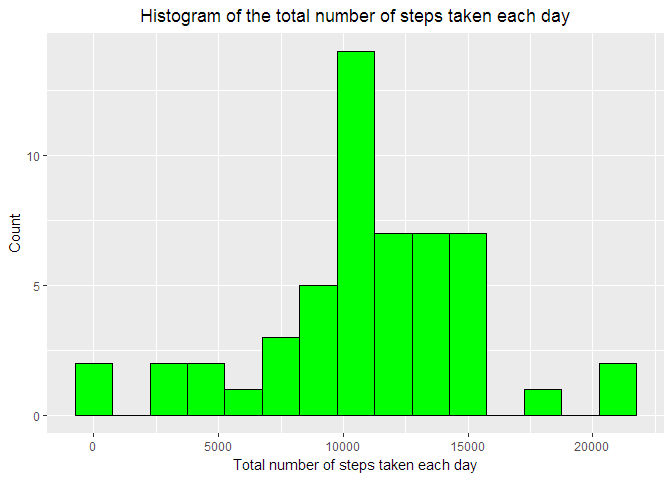 Histogram of the total number of steps taken each day
Count
10
5
0
0 5000 10000 15000 20000
Total number of steps taken each day